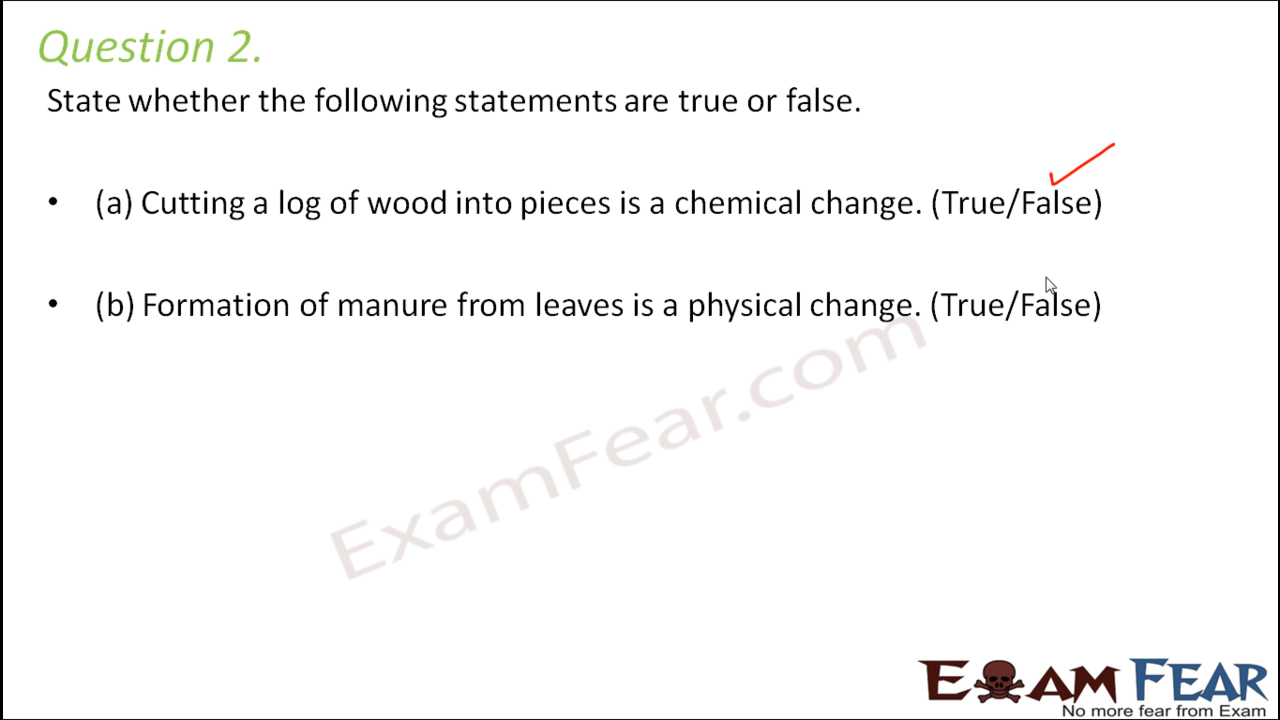 Question 2.
State whether the following statements are true or false.
• (a) Cutting a log of wood into pieces is a chemical change. (True/False)
• (b) Formation of manure from leaves is a physical change. (True/False)
ExamFear.com
EXAM FEAR
No more fear from Exam